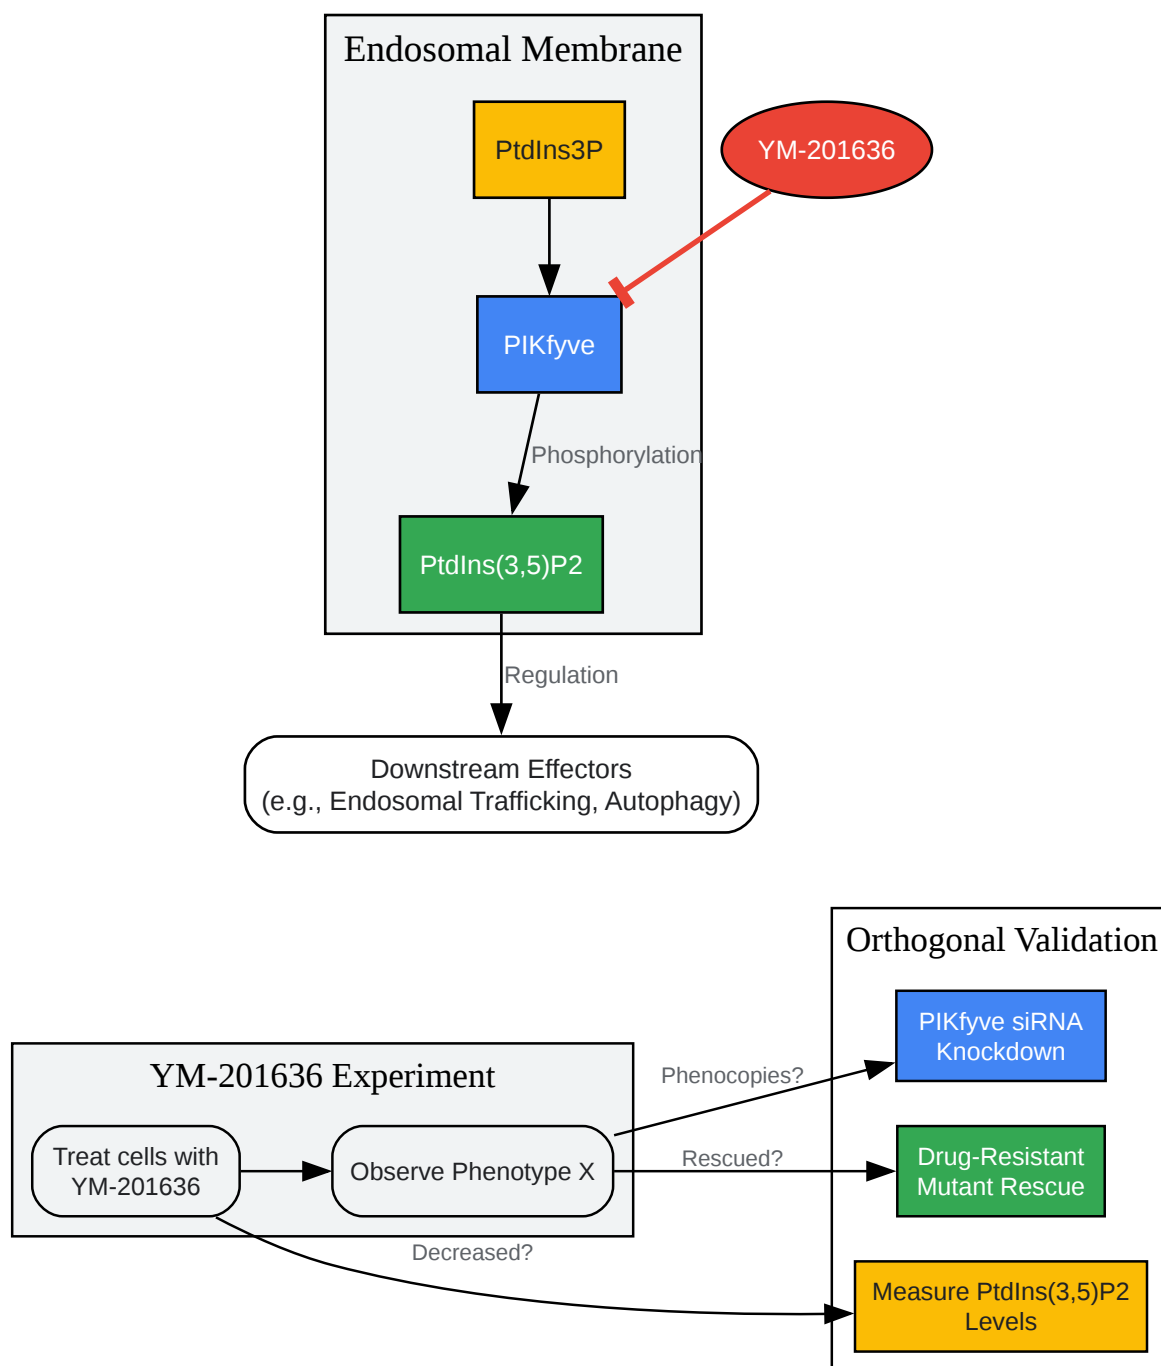 Endosomal Membrane
PtdIns3P
YM-201636
PIKfyve
Phosphorylation
PtdIns(3,5)P2
Regulation
Downstream Effectors
(e.g., Endosomal Trafficking, Autophagy)
Orthogonal Validation
PIKfyve siRNA
Knockdown
YM-201636 Experiment
Phenocopies?
Treat cells with
YM-201636
Observe Phenotype X
Rescued?
Drug-Resistant
Mutant Rescue
Decreased?
Measure PtdIns(3,5)P2
Levels